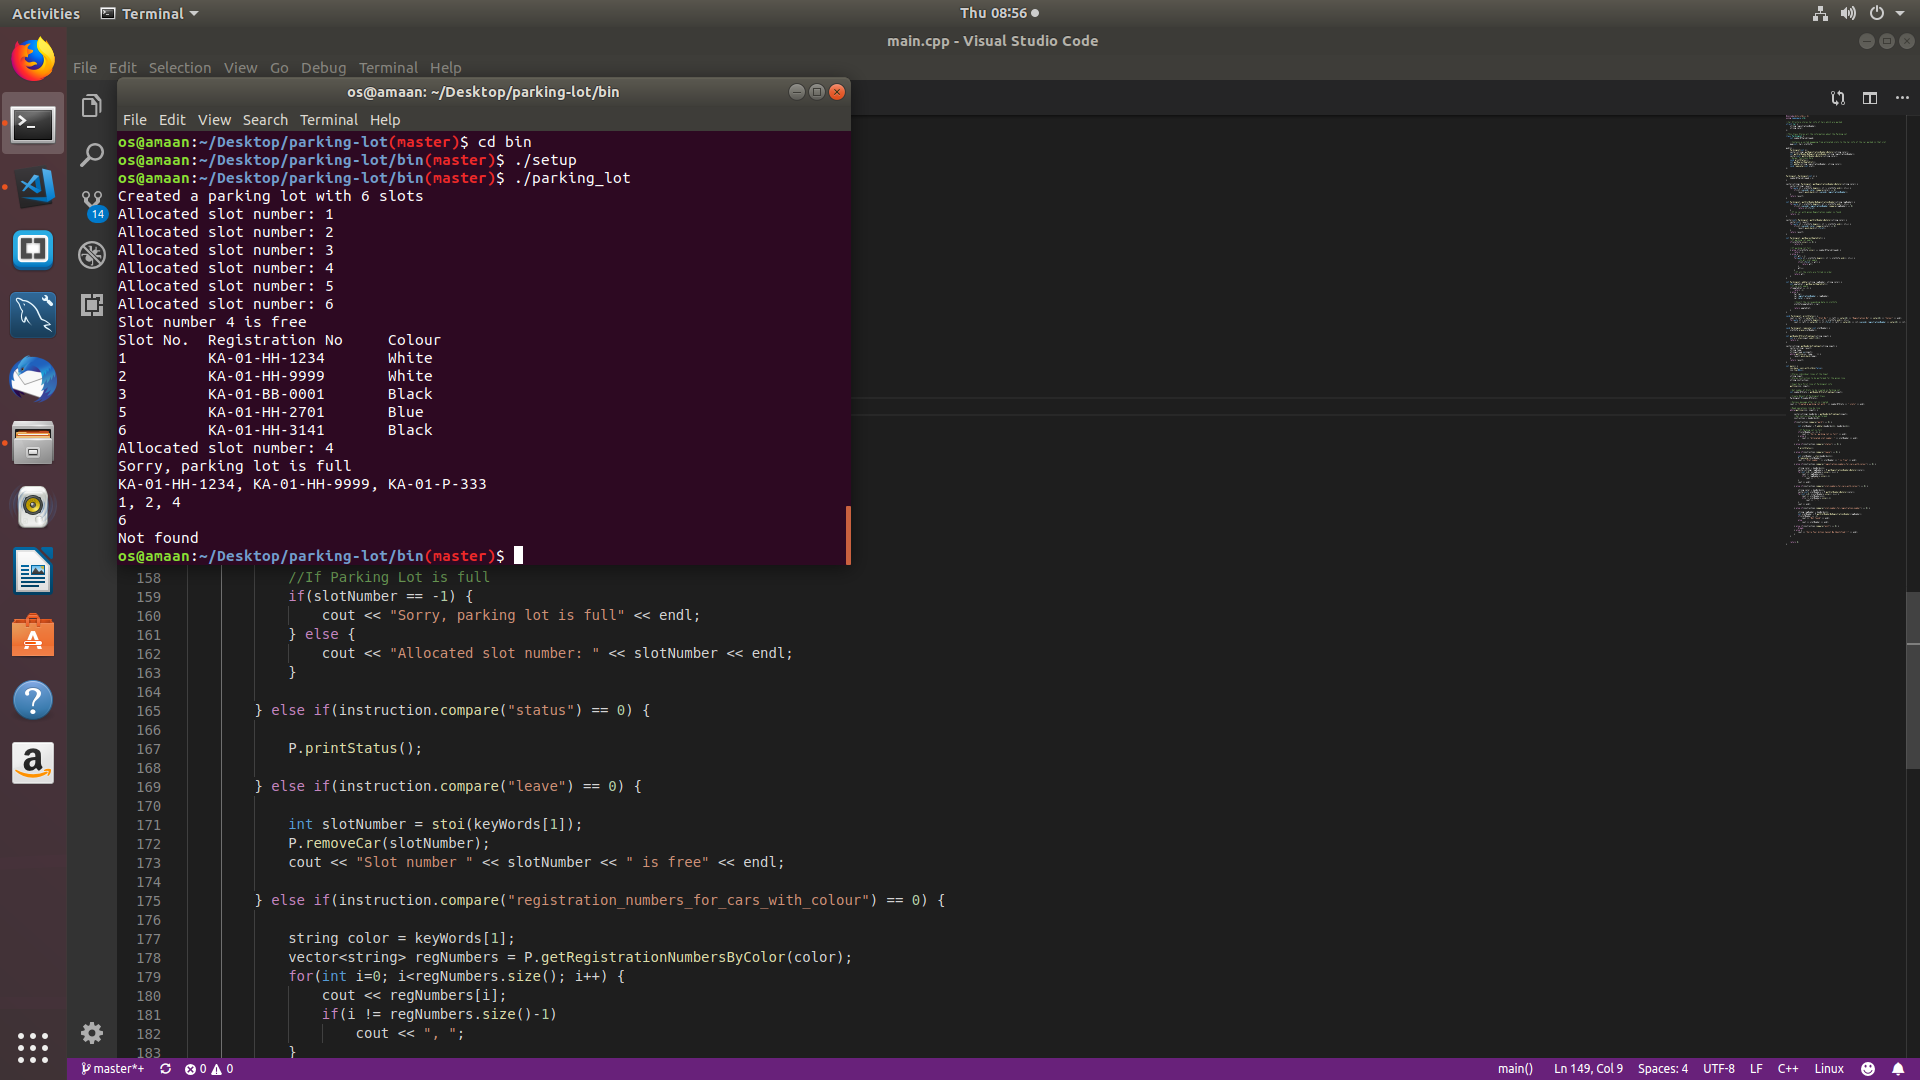 Activities Terminal Thu 08:56
main.cpp - Visual Studio Code
File Edit Selection View Go Debug Terminal Help
os@amaan: ~/Desktop/parking-lot/bin
File Edit View Search Terminal Help
os@amaan:~/Desktop/parking-lot(master)$ cd bin
os@amaan:~/Desktop/parking-lot/bin(master)$ ./setup
os@amaan:~/Desktop/parking-lot/bin(master)$ ./parking_lot
Created a parking lot with 6 slots
Allocated slot number: 1
Allocated slot number: 2
Allocated slot number: 3
Allocated slot number: 4
Allocated slot number: 5
Allocated slot number: 6
Slot number 4 is free
Slot No. Registration No Colour
1 KA-01-HH-1234 White
2 KA-01-HH-9999 White
3 KA-01-BB-0001 Black
5 KA-01-HH-2701 Blue
6 KA-01-HH-3141 Black
Allocated slot number: 4
Sorry, parking lot is full
KA-01-HH-1234, KA-01-HH-9999, KA-01-P-333
1, 2, 4
6
Not found
os@amaan:~/Desktop/parking-lot/bin(master)$
14
158 //If Parking Lot is full
159 if(slotNumber == -1) {
160 cout << "Sorry, parking lot is full" << endl;
161 } else {
162 cout << "Allocated slot number: " << slotNumber << endl;
163 }
164
165 } else if(instruction.compare("status") == 0) {
166
167 P.printStatus();
168
169 } else if(instruction.compare("leave") == 0) {
170
171 int slotNumber = stoi(keyWords[1]);
172 P.removeCar(slotNumber);
173 cout << "Slot number " << slotNumber << " is free" << endl;
174
175 } else if(instruction.compare("registration_numbers_for_cars_with_colour") == 0) {
176
177 string color = keyWords[1];
178 vector<string> regNumbers = P.getRegistrationNumbersByColor(color);
179 for(int i=0; i<regNumbers.size(); i++) {
180 cout << regNumbers[i];
181 if(i != regNumbers.size()-1)
182 cout << ", ";
183 }
master*+ 0 0 main() Ln 149, Col 9 Spaces: 4 UTF-8 LF C++ Linux